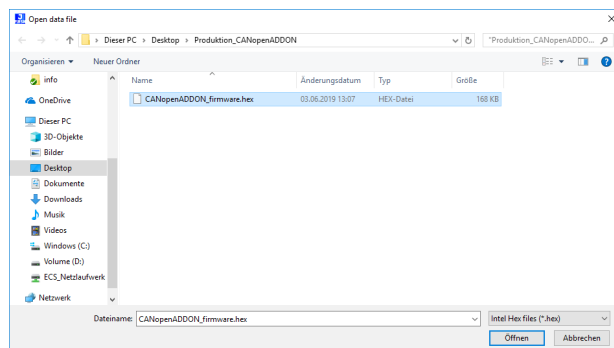 Open data file
Dieser PC > Desktop > Produktion_CANopenADDON
"Produktion_CANopenADDO...
Organisieren
Neuer Ordner
info
OneDrive
Dieser PC
3D-Objekte
Bilder
Desktop
Dokumente
Downloads
Musik
Videos
Windows (C:)
Volume (D:)
ECS_Netzlaufwerk
Netzwerk
Name Änderungsdatum Typ Größe
CANopenADDON_firmware.hex 03.06.2019 13:07 HEX-Datei 168 KB
Dateiname: CANopenADDON_firmware.hex
Intel Hex files (*.hex)
Öffnen Abbrechen